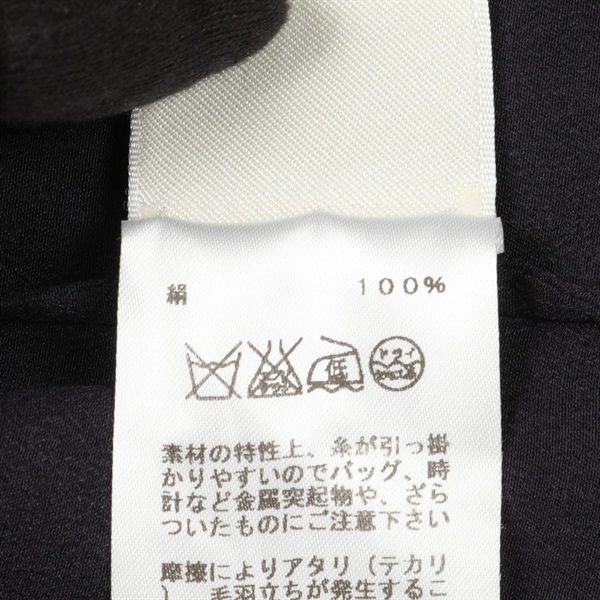 絹 100%
低 ドライ
素材の特性上、糸が引っ掛
かりやすいのでバッグ、時
計など金属突起物や、ざら
ついたものにご注意下さい
摩擦によりアタリ（テカリ
）、毛羽立ちが発生するこ